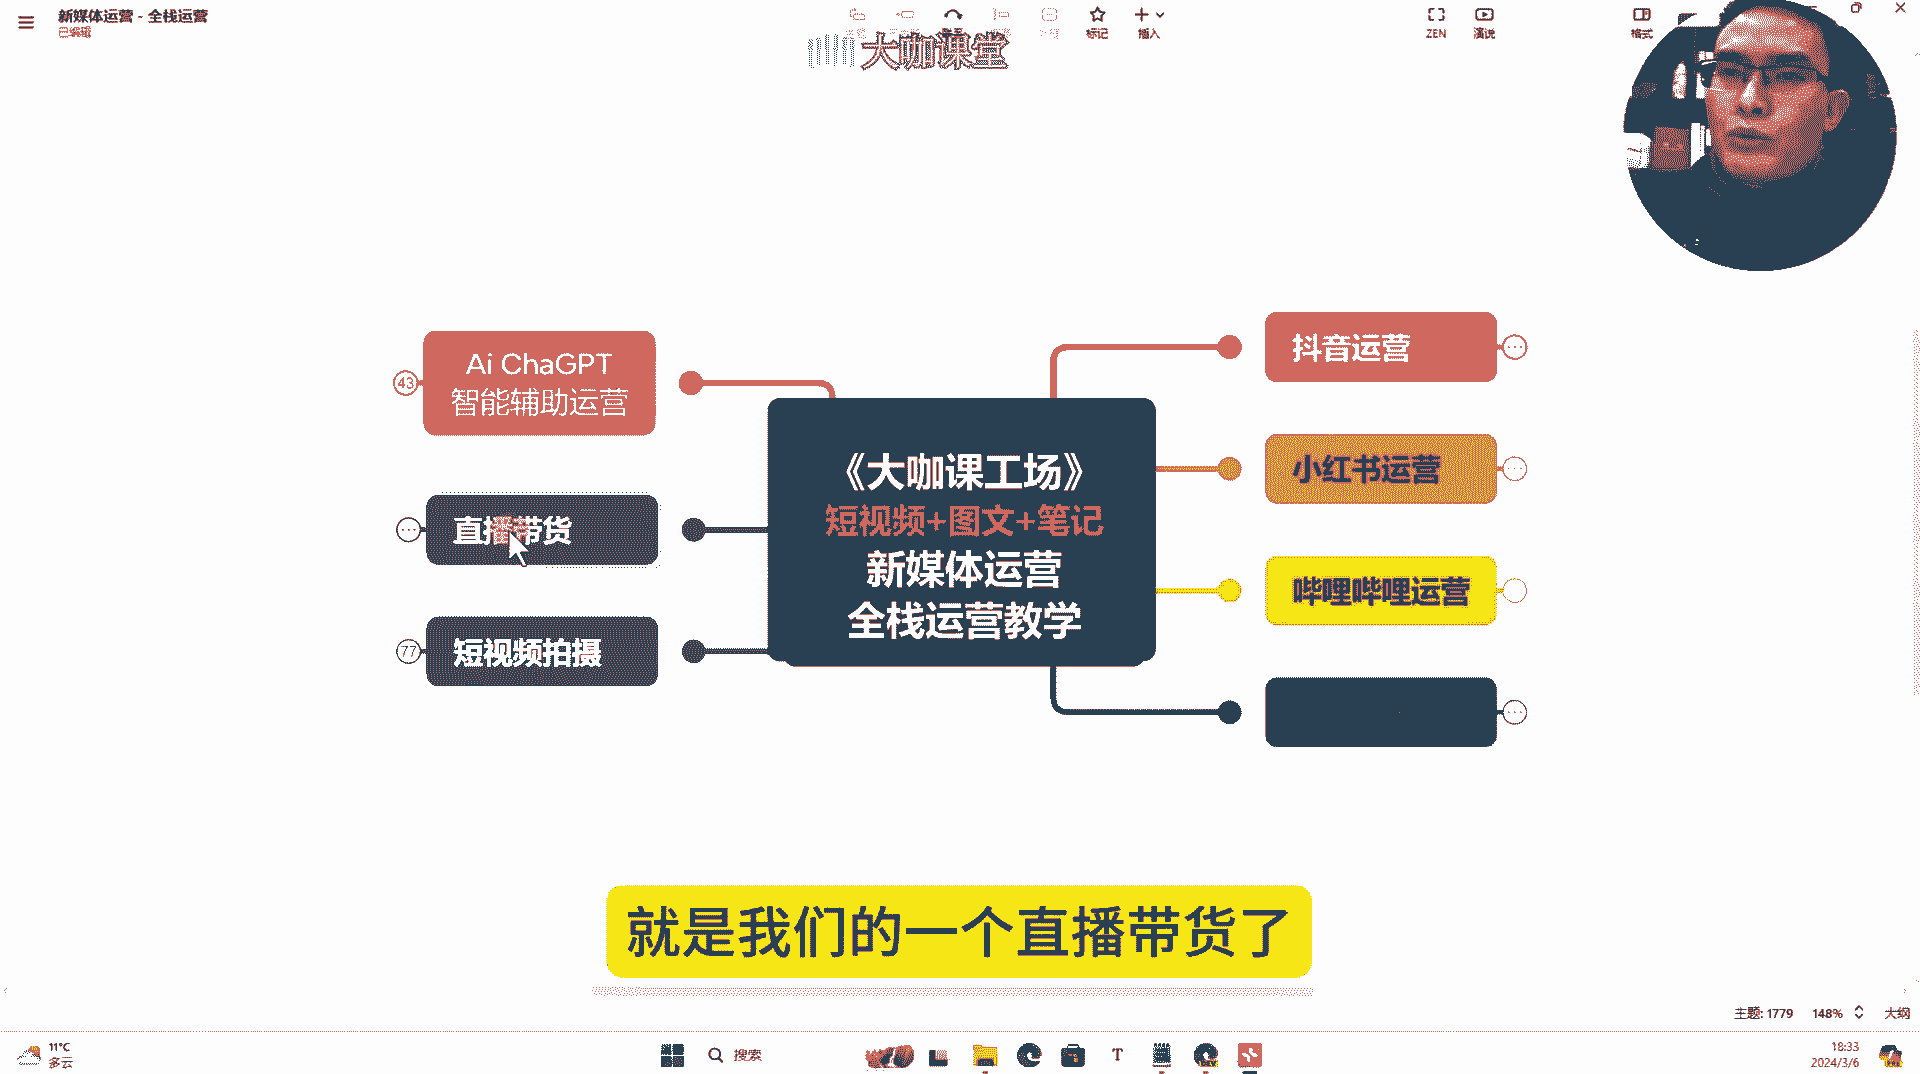 新媒体运营 - 全栈运营
已编辑
标记
插入
ZEN
演说
格式
大咖课堂
Ai ChaGPT
智能辅助运营
43
直播带货
短视频拍摄
77
《大咖课工场》
短视频+图文+笔记
新媒体运营
全栈运营教学
抖音运营
小红书运营
哔哩哔哩运营
就是我们的一个直播带货了
主题: 1779
148%
大纲
11°C
多云
搜索
18:33
2024/3/6